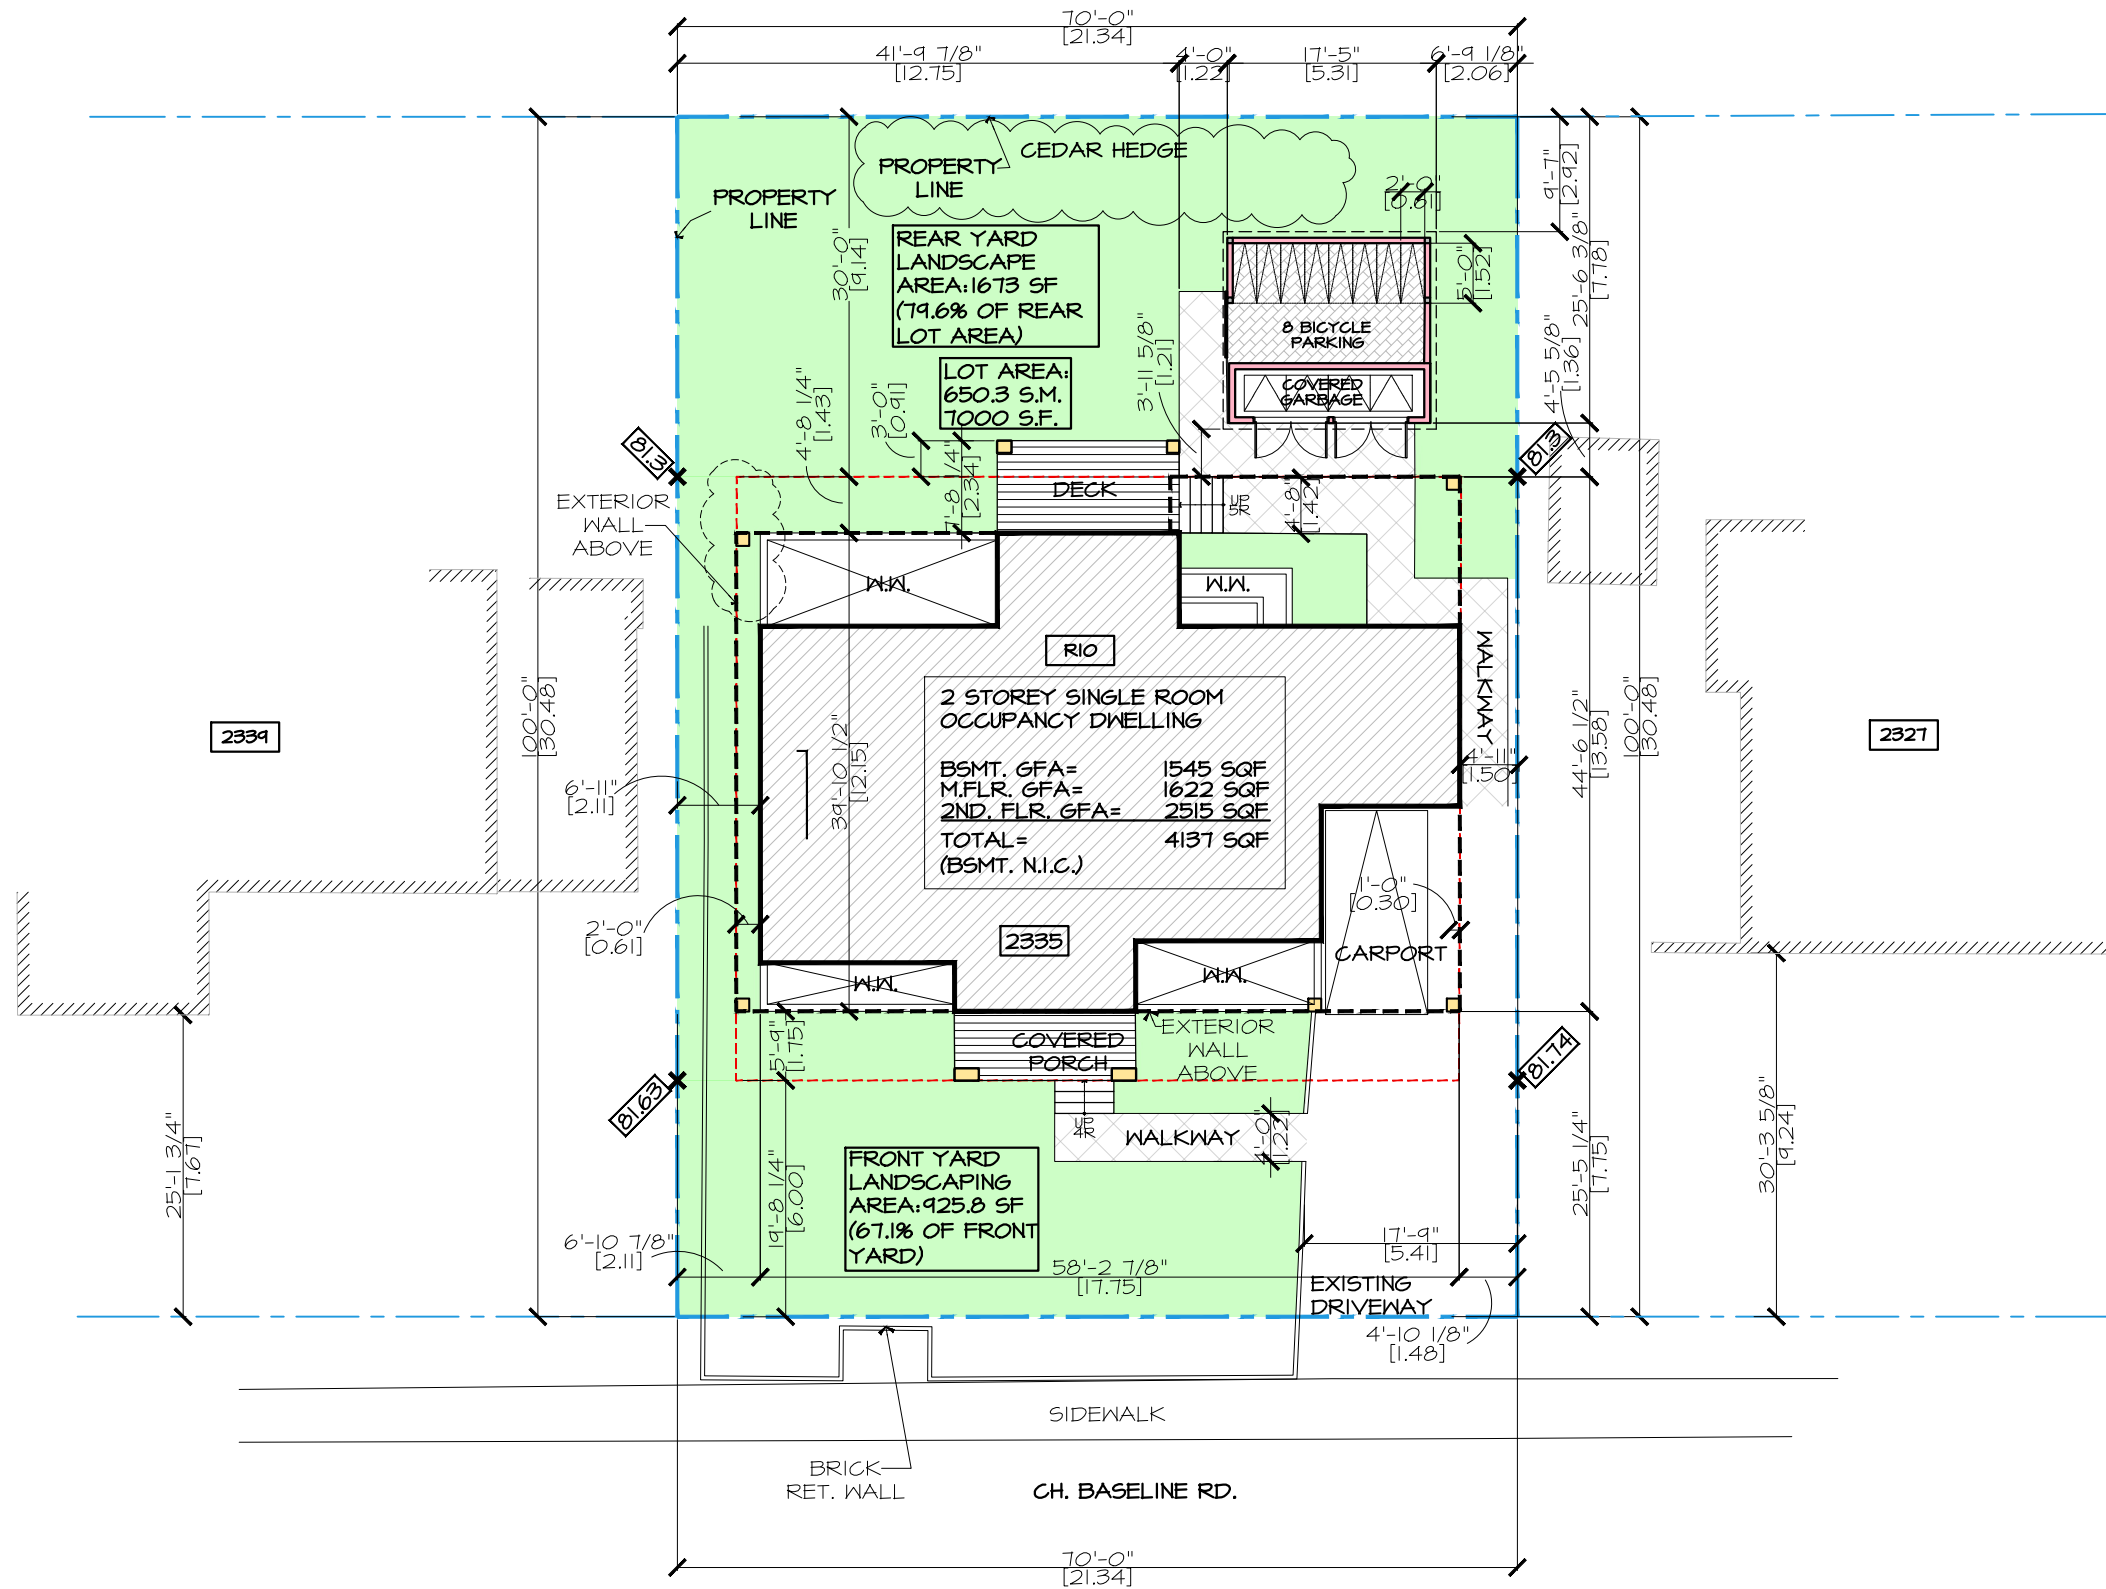 70'-0"
[21.34]
41'-9 7/8"
[12.75]
4'-0"
[1.22]
17'-5"
[5.31]
6'-9 1/8"
[2.06]
CEDAR HEDGE
PROPERTY
LINE
PROPERTY
LINE
2'-0"
[0.61]
9'-7"
[2.92]
REAR YARD
LANDSCAPE
AREA:1673 SF
(79.6% OF REAR
LOT AREA)
30'-0"
[9.14]
5'-0"
[1.52]
25'-6 3/8"
[7.78]
8 BICYCLE
PARKING
COVERED
GARBAGE
LOT AREA:
650.3 S.M.
7000 S.F.
3'-11 5/8"
[1.21]
4'-5 5/8"
[1.36]
4'-8 1/4"
[1.43]
3'-0"
[0.91]
81.3
81.3
7'-8 1/4"
[2.34]
DECK
UP
5R
4'-8"
[1.42]
EXTERIOR
WALL
ABOVE
W.W.
W.W.
R10
WALKWAY
2 STOREY SINGLE ROOM
OCCUPANCY DWELLING
BSMT. GFA= 1545 SQF
M.FLR. GFA= 1622 SQF
2ND. FLR. GFA= 2515 SQF
TOTAL= 4137 SQF
(BSMT. N.I.C.)
2339
2327
100'-0"
[30.48]
39'-10 1/2"
[12.15]
44'-6 1/2"
[13.58]
100'-0"
[30.48]
4'-11"
[1.50]
6'-11"
[2.11]
1'-0"
[0.30]
2'-0"
[0.61]
2335
CARPORT
W.W.
W.W.
5'-9"
[1.75]
COVERED
PORCH
EXTERIOR
WALL
ABOVE
81.63
81.74
UP
4R
WALKWAY
4'-0"
[1.22]
25'-1 3/4"
[7.67]
19'-8 1/4"
[6.00]
FRONT YARD
LANDSCAPING
AREA:925.8 SF
(67.1% OF FRONT
YARD)
25'-5 1/4"
[7.75]
30'-3 5/8"
[9.24]
6'-10 7/8"
[2.11]
17'-9"
[5.41]
58'-2 7/8"
[17.75]
EXISTING
DRIVEWAY
4'-10 1/8"
[1.48]
SIDEWALK
BRICK
RET. WALL
CH. BASELINE RD.
70'-0"
[21.34]